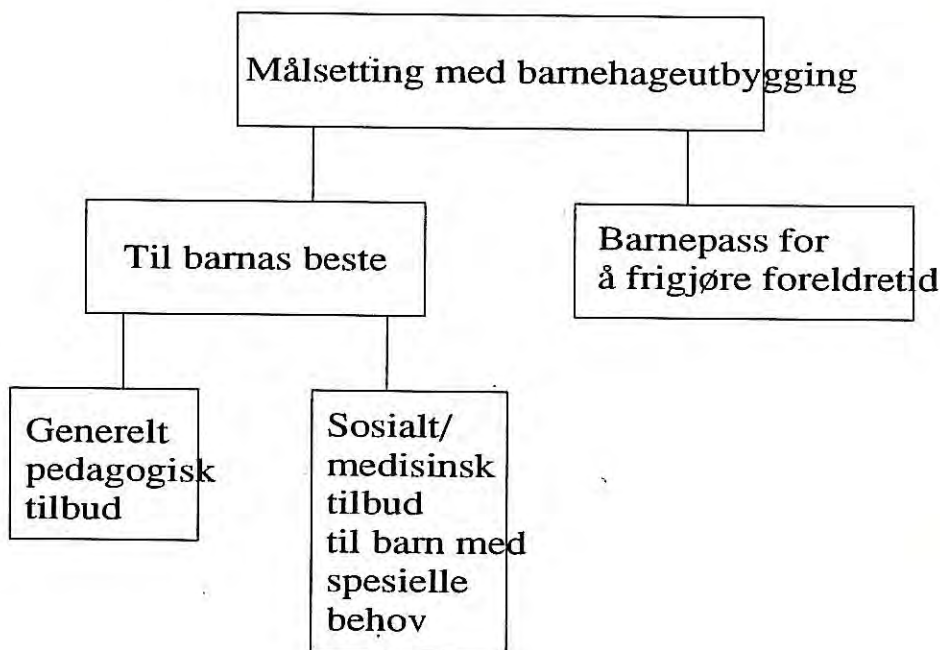 Målsetting med barnehageutbygging
Til barnas beste
Barnepass for
å frigjøre foreldretid
Generelt
pedagogisk
tilbud
Sosialt/
medisinsk
tilbud
til barn med
spesielle
behov